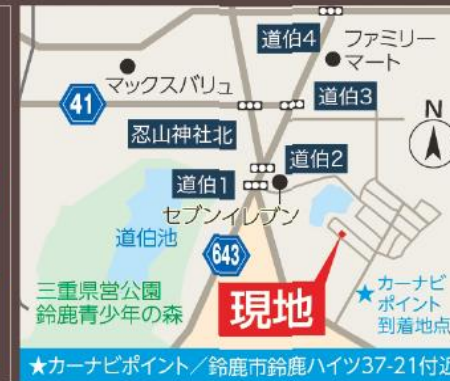 道伯4
ファミリー
マート
マックスバリュ
41
道伯3
N
忍山神社北
道伯2
道伯1
セブンイレブン
道伯池
643
三重県営公園
鈴鹿青少年の森
現地
★カーナビ
ポイント
到着地点
★カーナビポイント／鈴鹿市鈴鹿ハイツ37-21付近